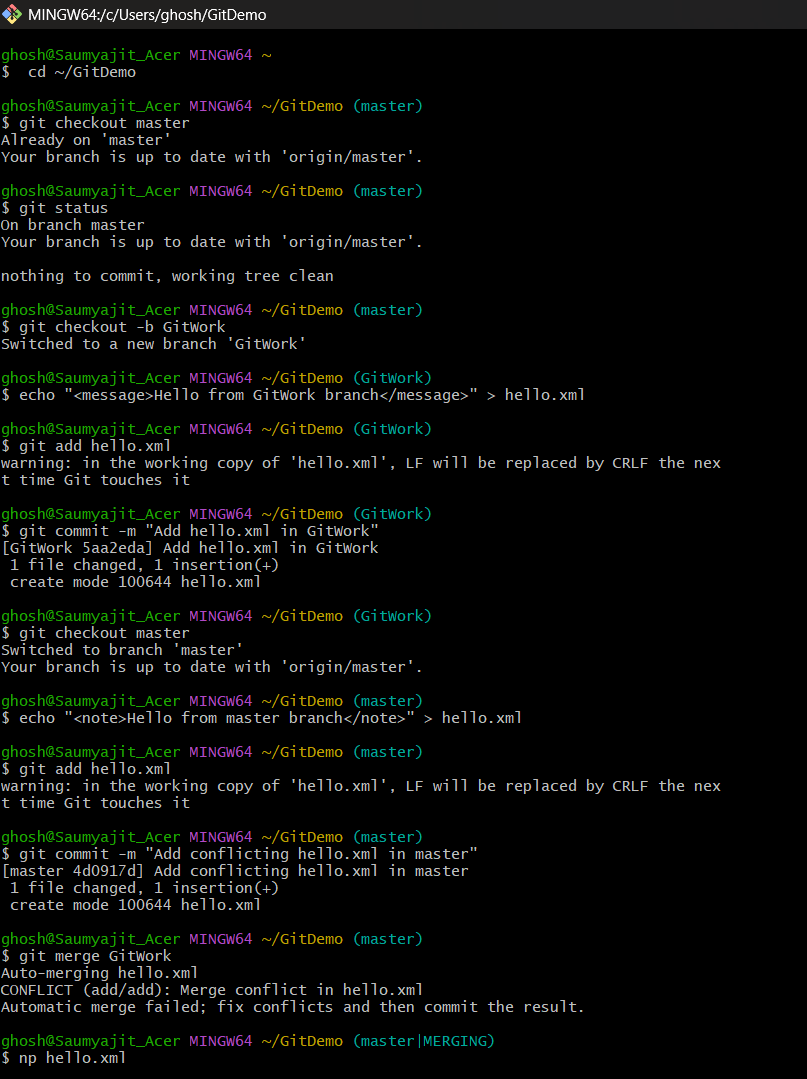 MINGW64:/c/Users/ghosh/GitDemo
ghosh@Saumyajit_Acer MINGW64 ~
$  cd ~/GitDemo
ghosh@Saumyajit_Acer MINGW64 ~/GitDemo (master)
$ git checkout master
Already on 'master'
Your branch is up to date with 'origin/master'.
ghosh@Saumyajit_Acer MINGW64 ~/GitDemo (master)
$ git status
On branch master
Your branch is up to date with 'origin/master'.
nothing to commit, working tree clean
ghosh@Saumyajit_Acer MINGW64 ~/GitDemo (master)
$ git checkout -b GitWork
Switched to a new branch 'GitWork'
ghosh@Saumyajit_Acer MINGW64 ~/GitDemo (GitWork)
$ echo "<message>Hello from GitWork branch</message>" > hello.xml
ghosh@Saumyajit_Acer MINGW64 ~/GitDemo (GitWork)
$ git add hello.xml
warning: in the working copy of 'hello.xml', LF will be replaced by CRLF the nex
t time Git touches it
ghosh@Saumyajit_Acer MINGW64 ~/GitDemo (GitWork)
$ git commit -m "Add hello.xml in GitWork"
[GitWork 5aa2eda] Add hello.xml in GitWork
 1 file changed, 1 insertion(+)
 create mode 100644 hello.xml
ghosh@Saumyajit_Acer MINGW64 ~/GitDemo (GitWork)
$ git checkout master
Switched to branch 'master'
Your branch is up to date with 'origin/master'.
ghosh@Saumyajit_Acer MINGW64 ~/GitDemo (master)
$ echo "<note>Hello from master branch</note>" > hello.xml
ghosh@Saumyajit_Acer MINGW64 ~/GitDemo (master)
$ git add hello.xml
warning: in the working copy of 'hello.xml', LF will be replaced by CRLF the nex
t time Git touches it
ghosh@Saumyajit_Acer MINGW64 ~/GitDemo (master)
$ git commit -m "Add conflicting hello.xml in master"
[master 4d0917d] Add conflicting hello.xml in master
 1 file changed, 1 insertion(+)
 create mode 100644 hello.xml
ghosh@Saumyajit_Acer MINGW64 ~/GitDemo (master)
$ git merge GitWork
Auto-merging hello.xml
CONFLICT (add/add): Merge conflict in hello.xml
Automatic merge failed; fix conflicts and then commit the result.
ghosh@Saumyajit_Acer MINGW64 ~/GitDemo (master|MERGING)
$ np hello.xml